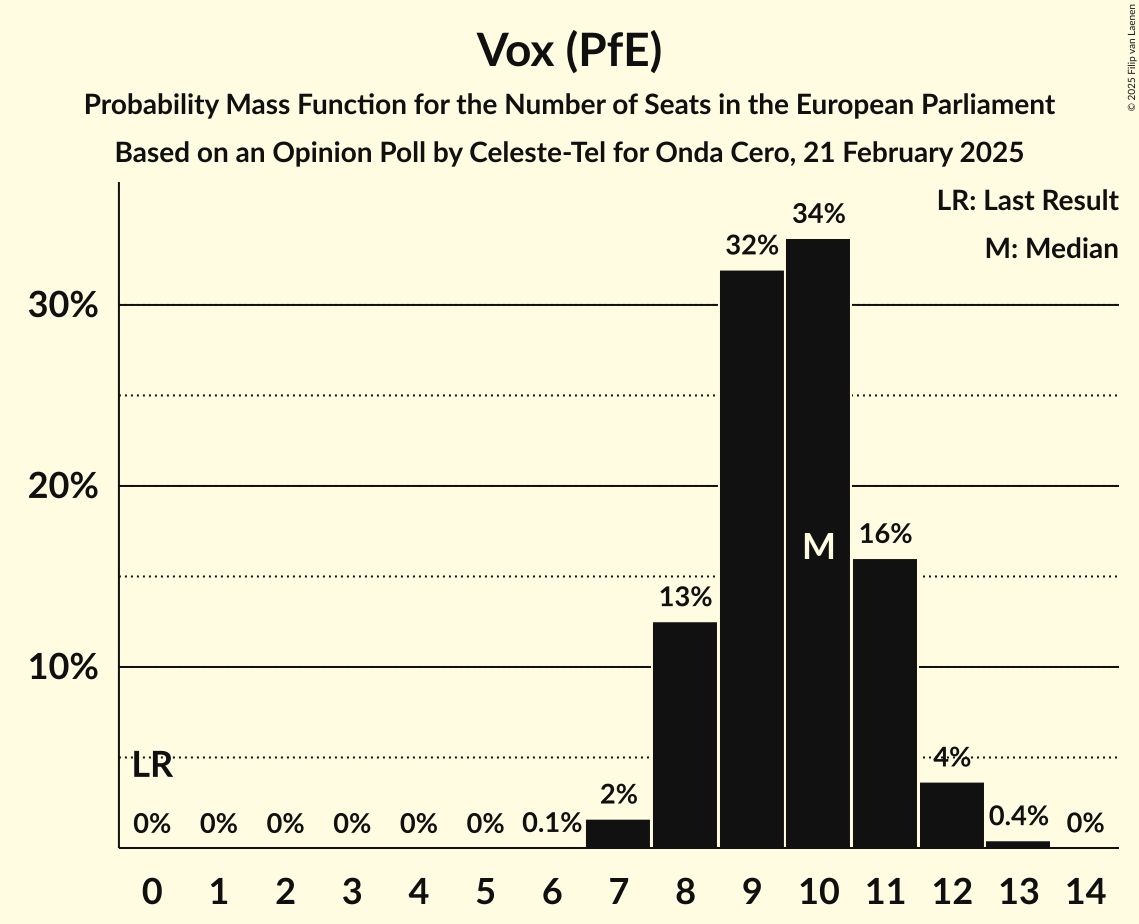 Vox (PfE)
Probability Mass Function for the Number of Seats in the European Parliament
Based on an Opinion Poll by Celeste-Tel for Onda Cero, 21 February 2025
© 2025 Filip van Laenen
LR: Last Result
M: Median
34%
32%
30%
20%
16%
M
13%
10%
LR
4%
2%
0% 0% 0% 0% 0% 0% 0.1% 0.4% 0%
0 1 2 3 4 5 6 7 8 9 10 11 12 13 14